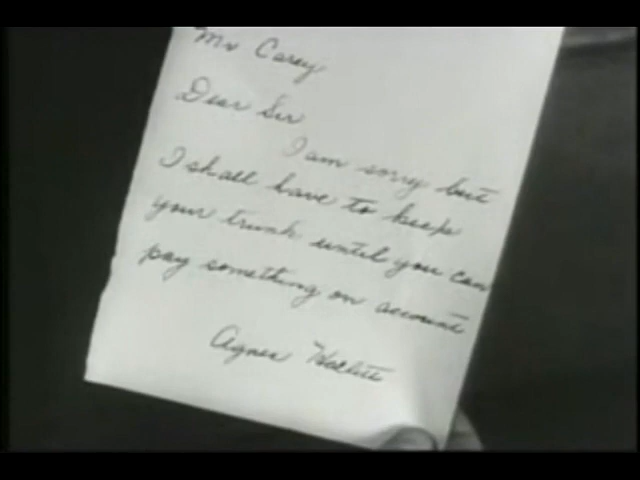 Mr Carey
Dear Sir
I am sorry but
I shall have to keep
your trunk until you can
pay something on account
Agnes